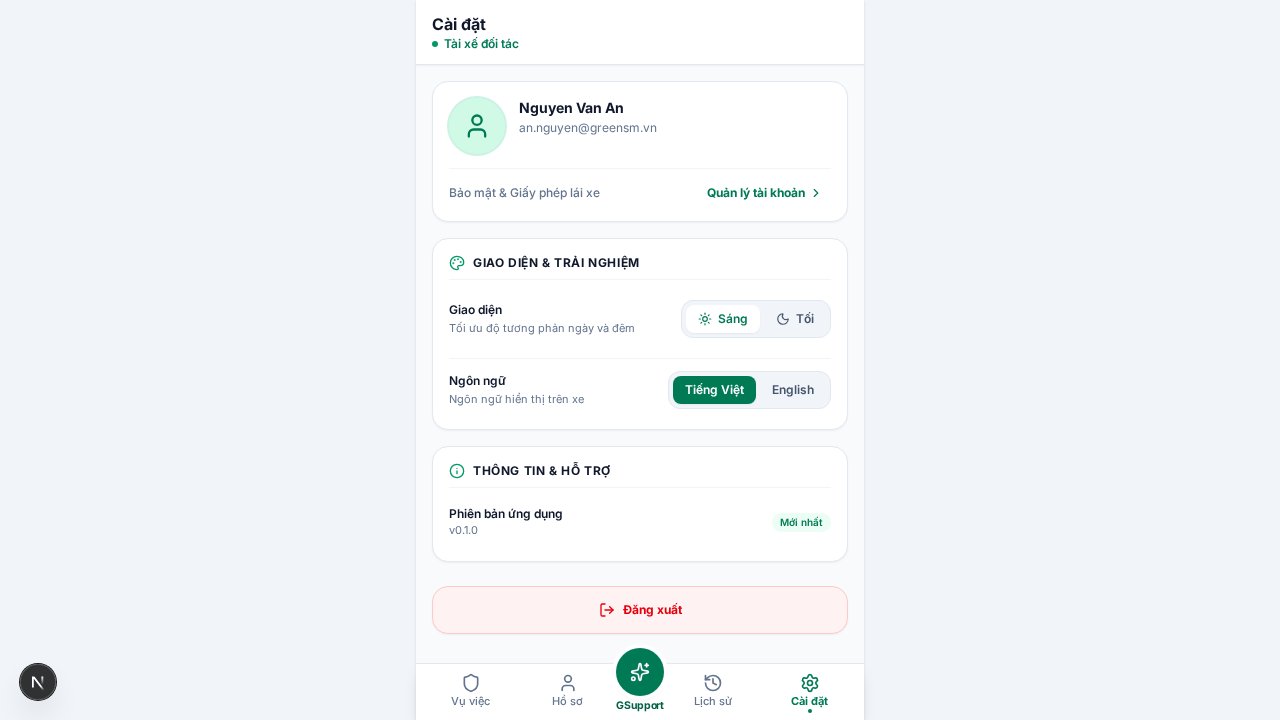 Cài đặt
Tài xế đối tác
Nguyen Van An
an.nguyen@greensm.vn
Bảo mật & Giấy phép lái xe
Quản lý tài khoản
GIAO DIỆN & TRẢI NGHIỆM
Giao diện
Tối ưu độ tương phản ngày và đêm
Sáng
Tối
Ngôn ngữ
Ngôn ngữ hiển thị trên xe
Tiếng Việt
English
THÔNG TIN & HỖ TRỢ
Phiên bản ứng dụng
v0.1.0
Mới nhất
Đăng xuất
N
Vụ việc
Hồ sơ
GSupport
Lịch sử
Cài đặt